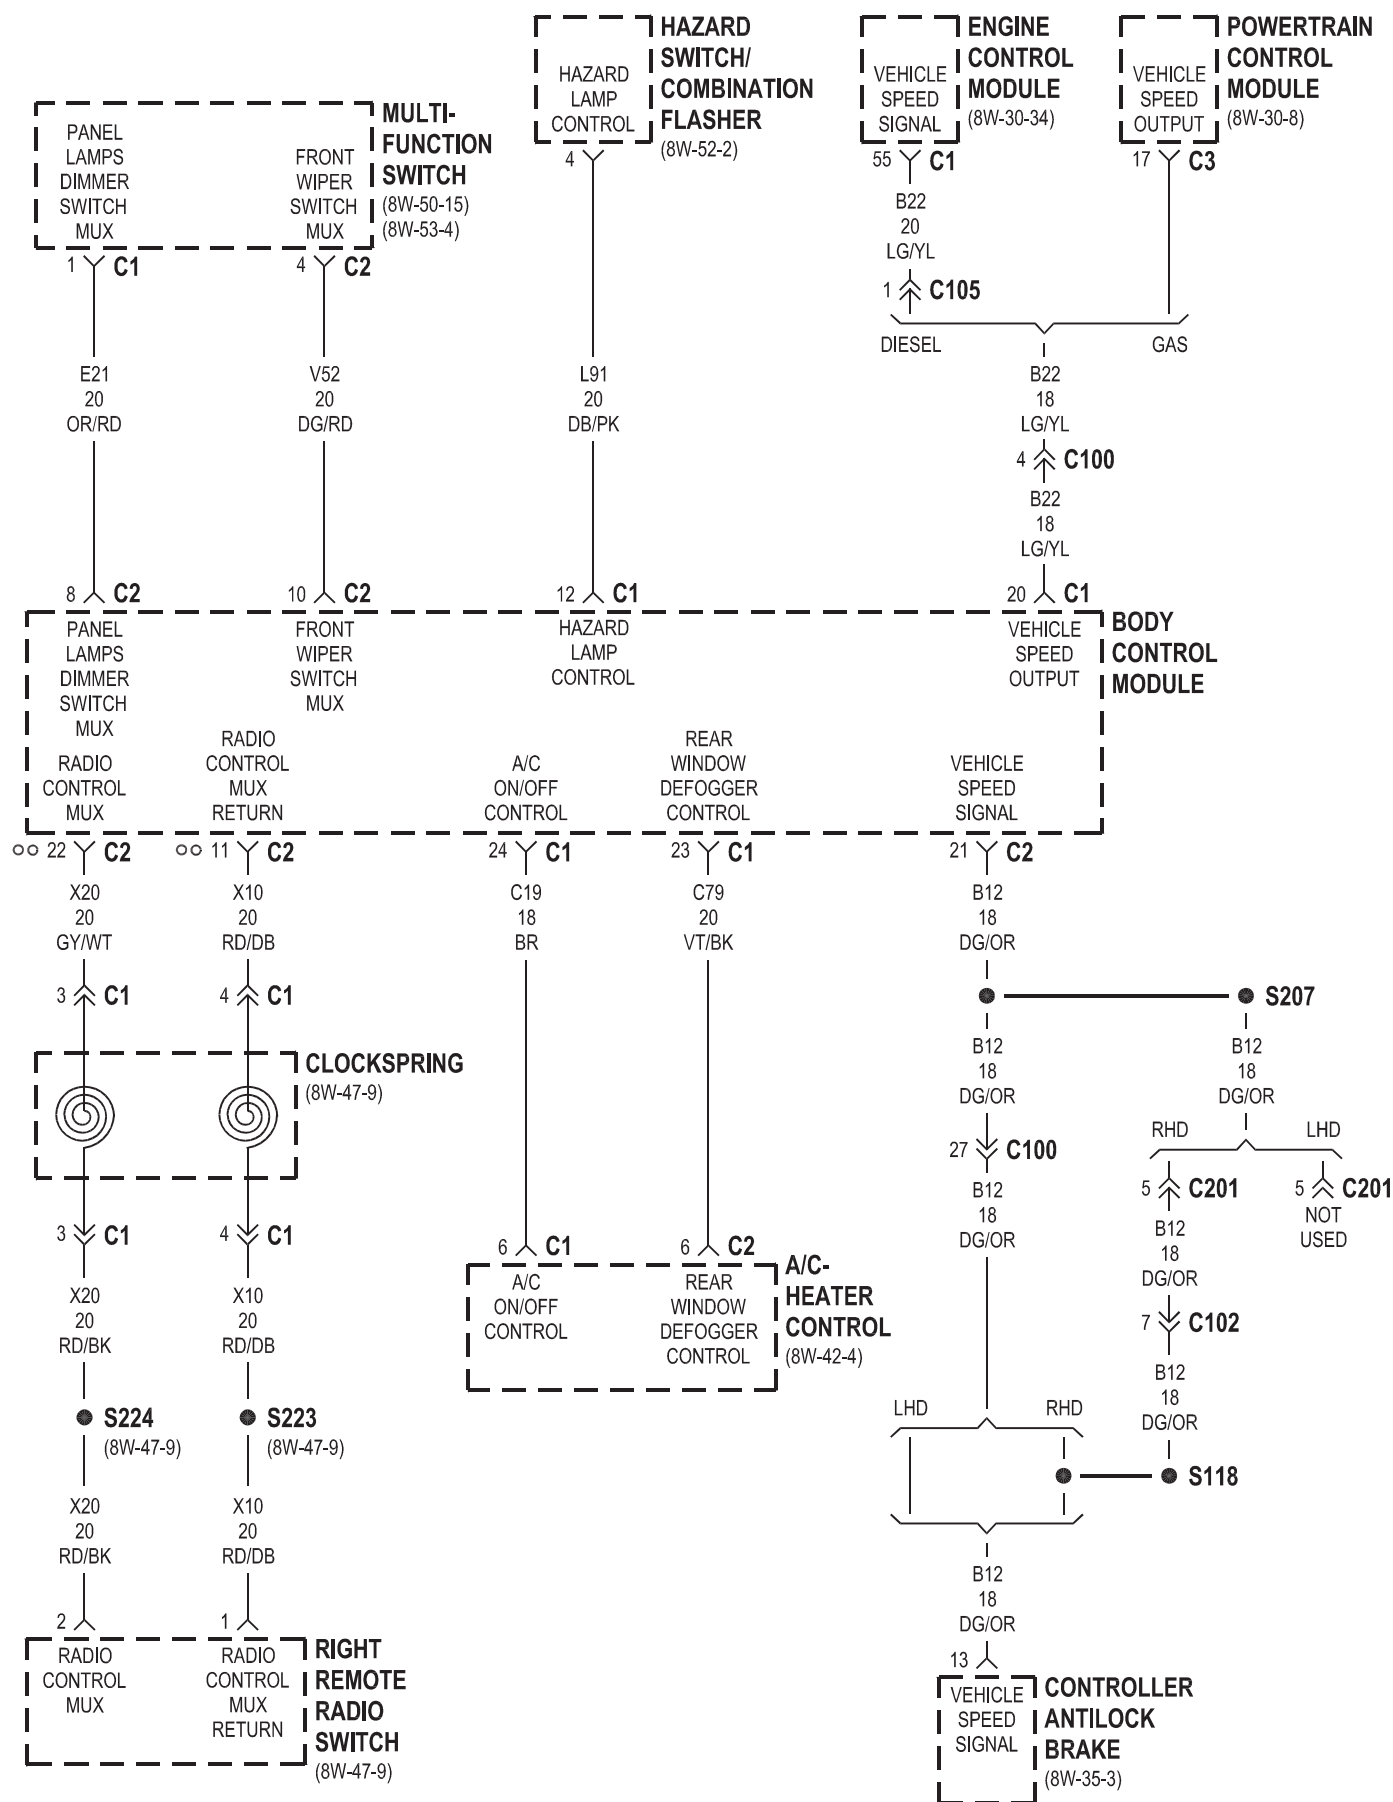 HAZARD
SWITCH/
COMBINATION
FLASHER
(8W-52-2)
HAZARD
LAMP
CONTROL
4
ENGINE
CONTROL
MODULE
(8W-30-34)
VEHICLE
SPEED
SIGNAL
55 C1
B22
20
LG/YL
1 C105
POWERTRAIN
CONTROL
MODULE
(8W-30-8)
VEHICLE
SPEED
OUTPUT
17 C3
MULTI-
FUNCTION
SWITCH
(8W-50-15)
(8W-53-4)
PANEL
LAMPS
DIMMER
SWITCH
MUX
FRONT
WIPER
SWITCH
MUX
1 C1
4 C2
DIESEL
GAS
E21
20
OR/RD
V52
20
DG/RD
L91
20
DB/PK
B22
18
LG/YL
4 C100
B22
18
LG/YL
8 C2
10 C2
12 C1
20 C1
BODY
CONTROL
MODULE
PANEL
LAMPS
DIMMER
SWITCH
MUX
FRONT
WIPER
SWITCH
MUX
HAZARD
LAMP
CONTROL
VEHICLE
SPEED
OUTPUT
RADIO
CONTROL
MUX
RADIO
CONTROL
MUX
RETURN
A/C
ON/OFF
CONTROL
REAR
WINDOW
DEFOGGER
CONTROL
VEHICLE
SPEED
SIGNAL
22 C2
11 C2
24 C1
23 C1
21 C2
X20
20
GY/WT
X10
20
RD/DB
C19
18
BR
C79
20
VT/BK
B12
18
DG/OR
3 C1
4 C1
S207
CLOCKSPRING
(8W-47-9)
B12
18
DG/OR
B12
18
DG/OR
RHD
LHD
27 C100
5 C201
5 C201
NOT
USED
3 C1
4 C1
B12
18
DG/OR
B12
18
DG/OR
6 C1
6 C2
A/C-
HEATER
CONTROL
(8W-42-4)
A/C
ON/OFF
CONTROL
REAR
WINDOW
DEFOGGER
CONTROL
X20
20
RD/BK
X10
20
RD/DB
7 C102
B12
18
DG/OR
S224
(8W-47-9)
S223
(8W-47-9)
LHD
RHD
S118
X20
20
RD/BK
X10
20
RD/DB
B12
18
DG/OR
2
1
13
RIGHT
REMOTE
RADIO
SWITCH
(8W-47-9)
RADIO
CONTROL
MUX
RADIO
CONTROL
MUX
RETURN
VEHICLE
SPEED
SIGNAL
CONTROLLER
ANTILOCK
BRAKE
(8W-35-3)